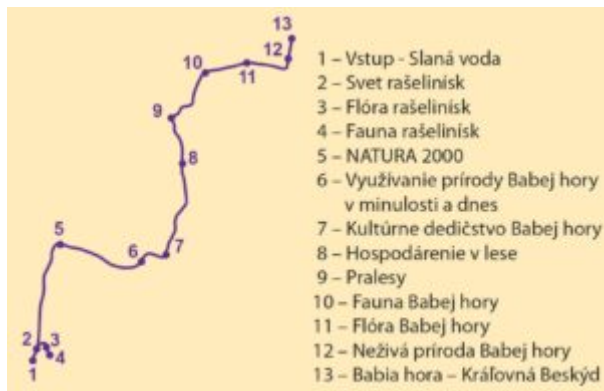 13
12
11
10
9
8
7
6
5
2
3
4
1
1 – Vstup - Slaná voda
2 – Svet rašelinísk
3 – Flóra rašelinísk
4 – Fauna rašelinísk
5 – NATURA 2000
6 – Využívanie prírody Babej hory
v minulosti a dnes
7 – Kultúrne dedičstvo Babej hory
8 – Hospodárenie v lese
9 – Pralesy
10 – Fauna Babej hory
11 – Flóra Babej hory
12 – Neživá príroda Babej hory
13 – Babia hora – Kráľovná Beskýd